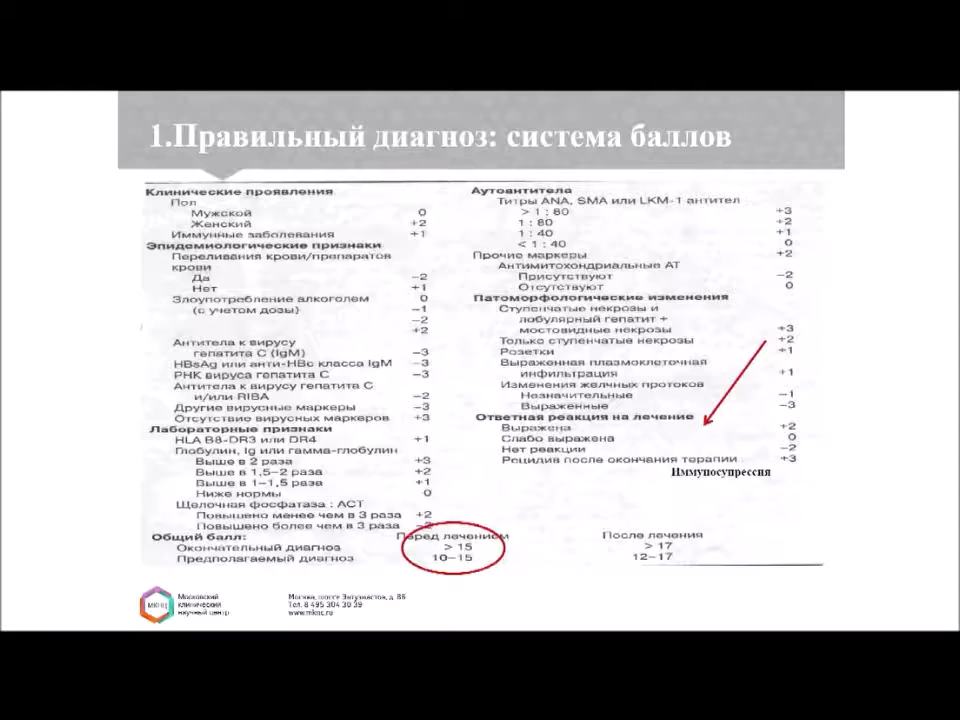 1.Правильный диагноз: система баллов
Клинические проявления
Пол
Мужской 0
Женский +2
Иммунные заболевания +1
Эпидемиологические признаки
Переливания крови/препаратов
крови
Да −2
Нет +1
Злоупотребление алкоголем 0
(с учетом дозы) −1
−2
+2
Антитела к вирусу
гепатита С (IgM) −3
HBsAg или анти-HBc класса IgM −3
РНК вируса гепатита С −3
Антитела к вирусу гепатита С
и/или RIBA −2
Другие вирусные маркеры −3
Отсутствие вирусных маркеров +3
Лабораторные признаки
HLA B8-DR3 или DR4 +1
Глобулин, Ig или гамма-глобулин
Выше в 2 раза +3
Выше в 1,5−2 раза +2
Выше в 1−1,5 раза +1
Ниже нормы 0
Щелочная фосфатаза : АСТ
Повышено менее чем в 3 раза +2
Повышено более чем в 3 раза −2
Аутоантитела
Титры ANA, SMA или LKM-1 антител
> 1 : 80 +3
1 : 80 +2
1 : 40 +1
< 1 : 40 0
Прочие маркеры +2
Антимитохондриальные АТ
Присутствуют −2
Отсутствуют 0
Патоморфологические изменения
Ступенчатые некрозы и
лобулярный гепатит +
мостовидные некрозы +3
Только ступенчатые некрозы +2
Розетки +1
Выраженная плазмоклеточная
инфильтрация +1
Изменения желчных протоков
Незначительные −1
Выраженные −3
Ответная реакция на лечение
Выражена +2
Слабо выражена 0
Нет реакции −2
Рецидив после окончания терапии +3
Иммуносупрессия
Общий балл: Перед лечением После лечения
Окончательный диагноз > 15 > 17
Предполагаемый диагноз 10−15 12−17
МКНЦ
Московский
клинический
научный центр
Москва, шоссе Энтузиастов, д. 86
Тел. 8 495 304 30 39
www.mknc.ru